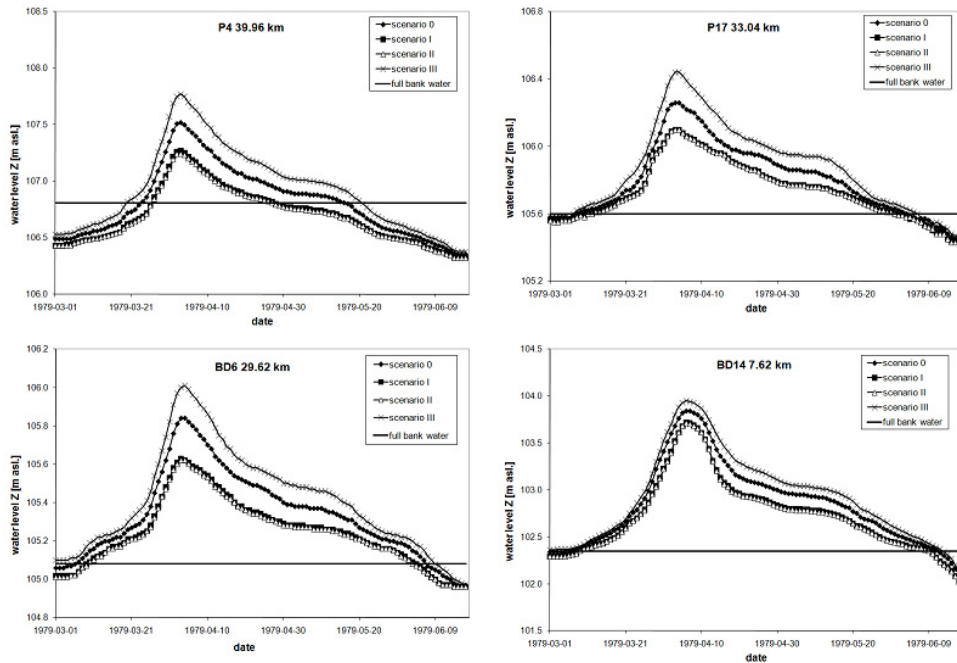 P4 39.96 km
108.5
108.0
107.5
107.0
106.5
106.0
water level Z [m asl.]
scenario 0
scenario I
scenario II
scenario III
full bank water
1979-03-01
1979-03-21
1979-04-10
1979-04-30
1979-05-20
1979-06-09
date
P17 33.04 km
106.8
106.4
106.0
105.6
105.2
water level Z [m asl.]
scenario 0
scenario I
scenario II
scenario III
full bank water
1979-03-01
1979-03-21
1979-04-10
1979-04-30
1979-05-20
1979-06-09
date
BD6 29.62 km
106.2
106.0
105.8
105.6
105.4
105.2
105.0
104.8
water level Z [m asl.]
scenario 0
scenario I
scenario II
scenario III
full bank water
1979-03-01
1979-03-21
1979-04-10
1979-04-30
1979-05-20
1979-06-09
date
BD14 7.62 km
104.5
104.0
103.5
103.0
102.5
102.0
101.5
water level Z [m asl.]
scenario 0
scenario I
scenario II
scenario III
full bank water
1979-03-01
1979-03-21
1979-04-10
1979-04-30
1979-05-20
1979-06-09
date